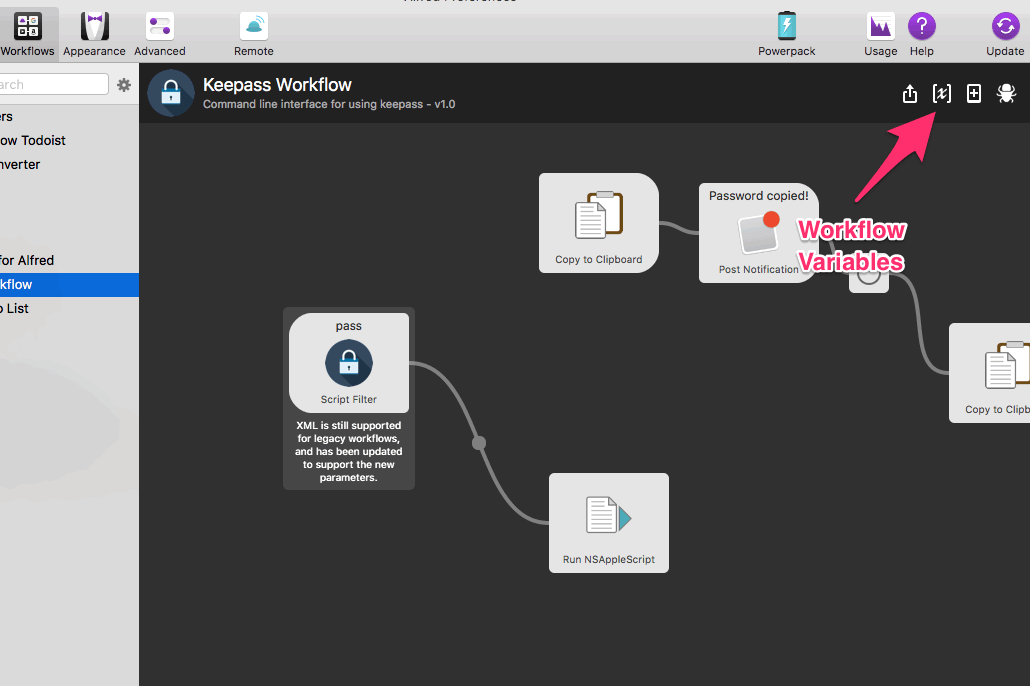 Alfred Preferences
Workflows
Appearance
Advanced
Remote
Powerpack
Usage
Help
Update
arch
Keepass Workflow
Command line interface for using keepass - v1.0
ers
ow Todoist
nverter
for Alfred
kflow
o List
Copy to Clipboard
Password copied!
Post Notification
Workflow
Variables
pass
Script Filter
XML is still supported
for legacy workflows,
and has been updated
to support the new
parameters.
Copy to Clipb
Run NSAppleScript